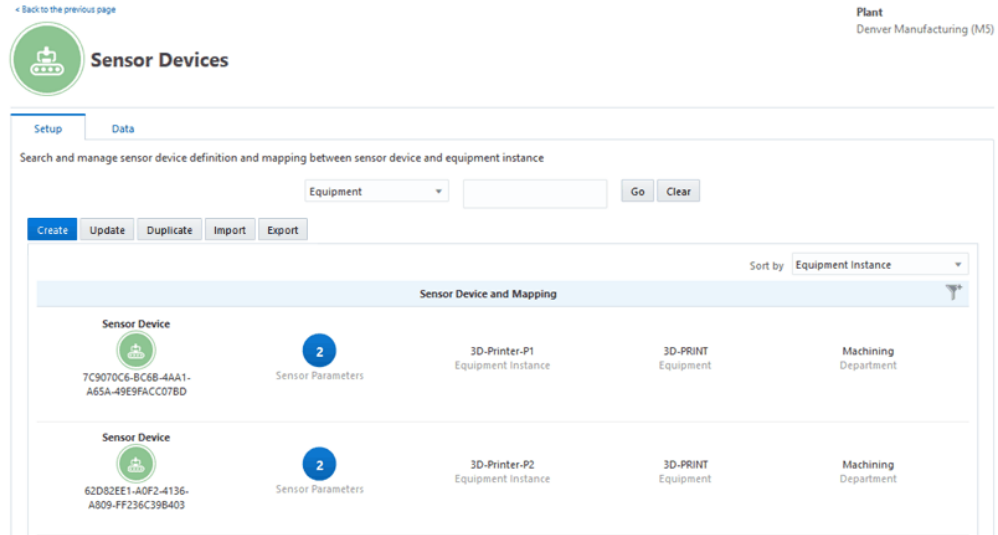 < Back to the previous page
Plant
Denver Manufacturing (M5)
Sensor Devices
Setup Data
Search and manage sensor device definition and mapping between sensor device and equipment instance
Equipment Go Clear
Create Update Duplicate Import Export
Sort by Equipment Instance
Sensor Device and Mapping
Sensor Device
2 3D-Printer-P1 3D-PRINT Machining
Sensor Parameters Equipment Instance Equipment Department
7C9070C6-BC6B-4AA1-
A65A-49E9FACC07BD
Sensor Device
2 3D-Printer-P2 3D-PRINT Machining
Sensor Parameters Equipment Instance Equipment Department
62D82EE1-A0F2-4136-
A809-FF236C39B403